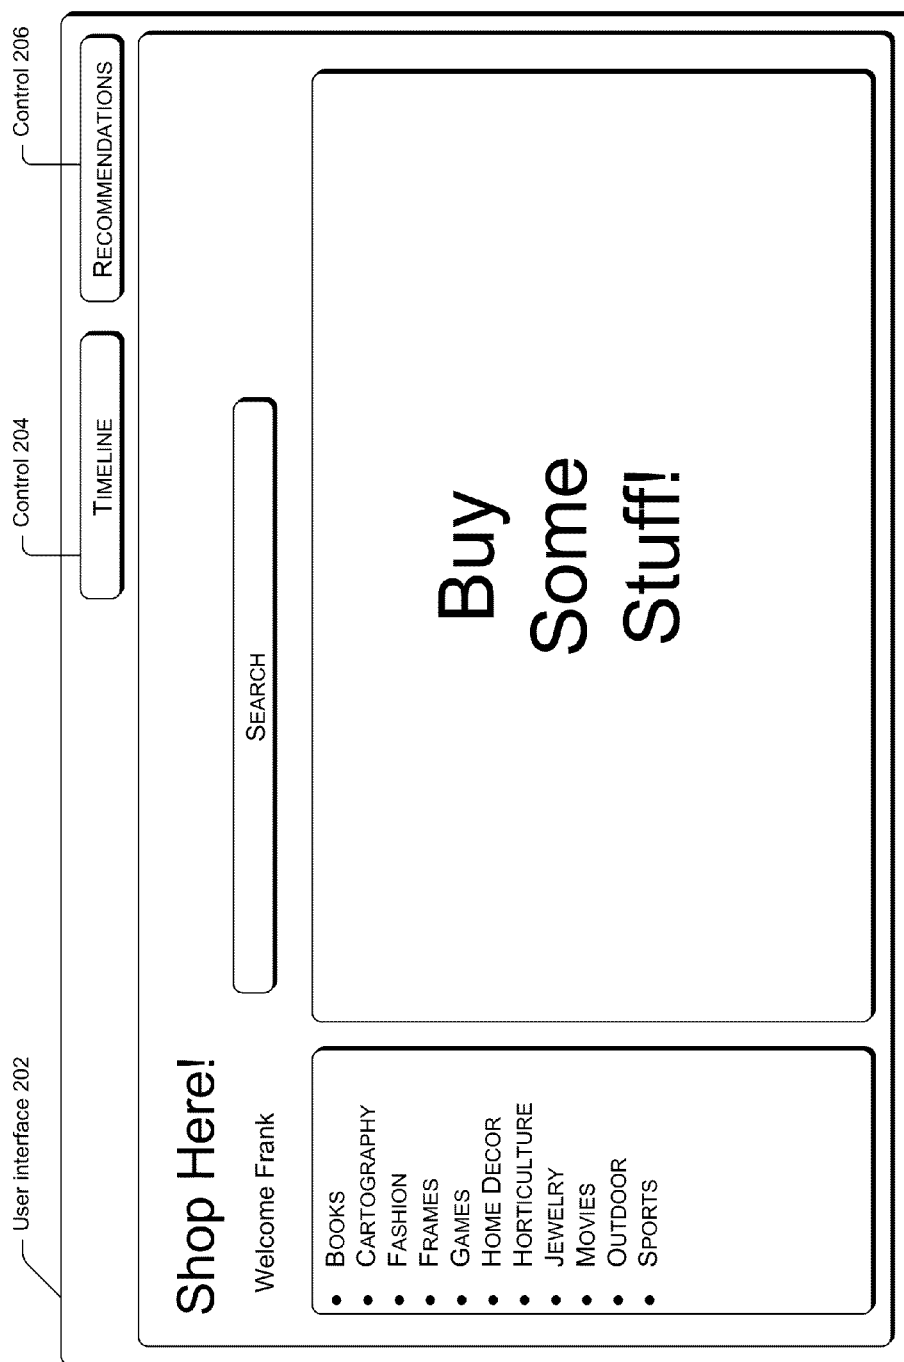 User interface 202
Control 204
Control 206
TIMELINE
RECOMMENDATIONS
Shop Here!
Welcome Frank
SEARCH
• BOOKS
• CARTOGRAPHY
• FASHION
• FRAMES
• GAMES
• HOME DECOR
• HORTICULTURE
• JEWELRY
• MOVIES
• OUTDOOR
• SPORTS
Buy
Some
Stuff!